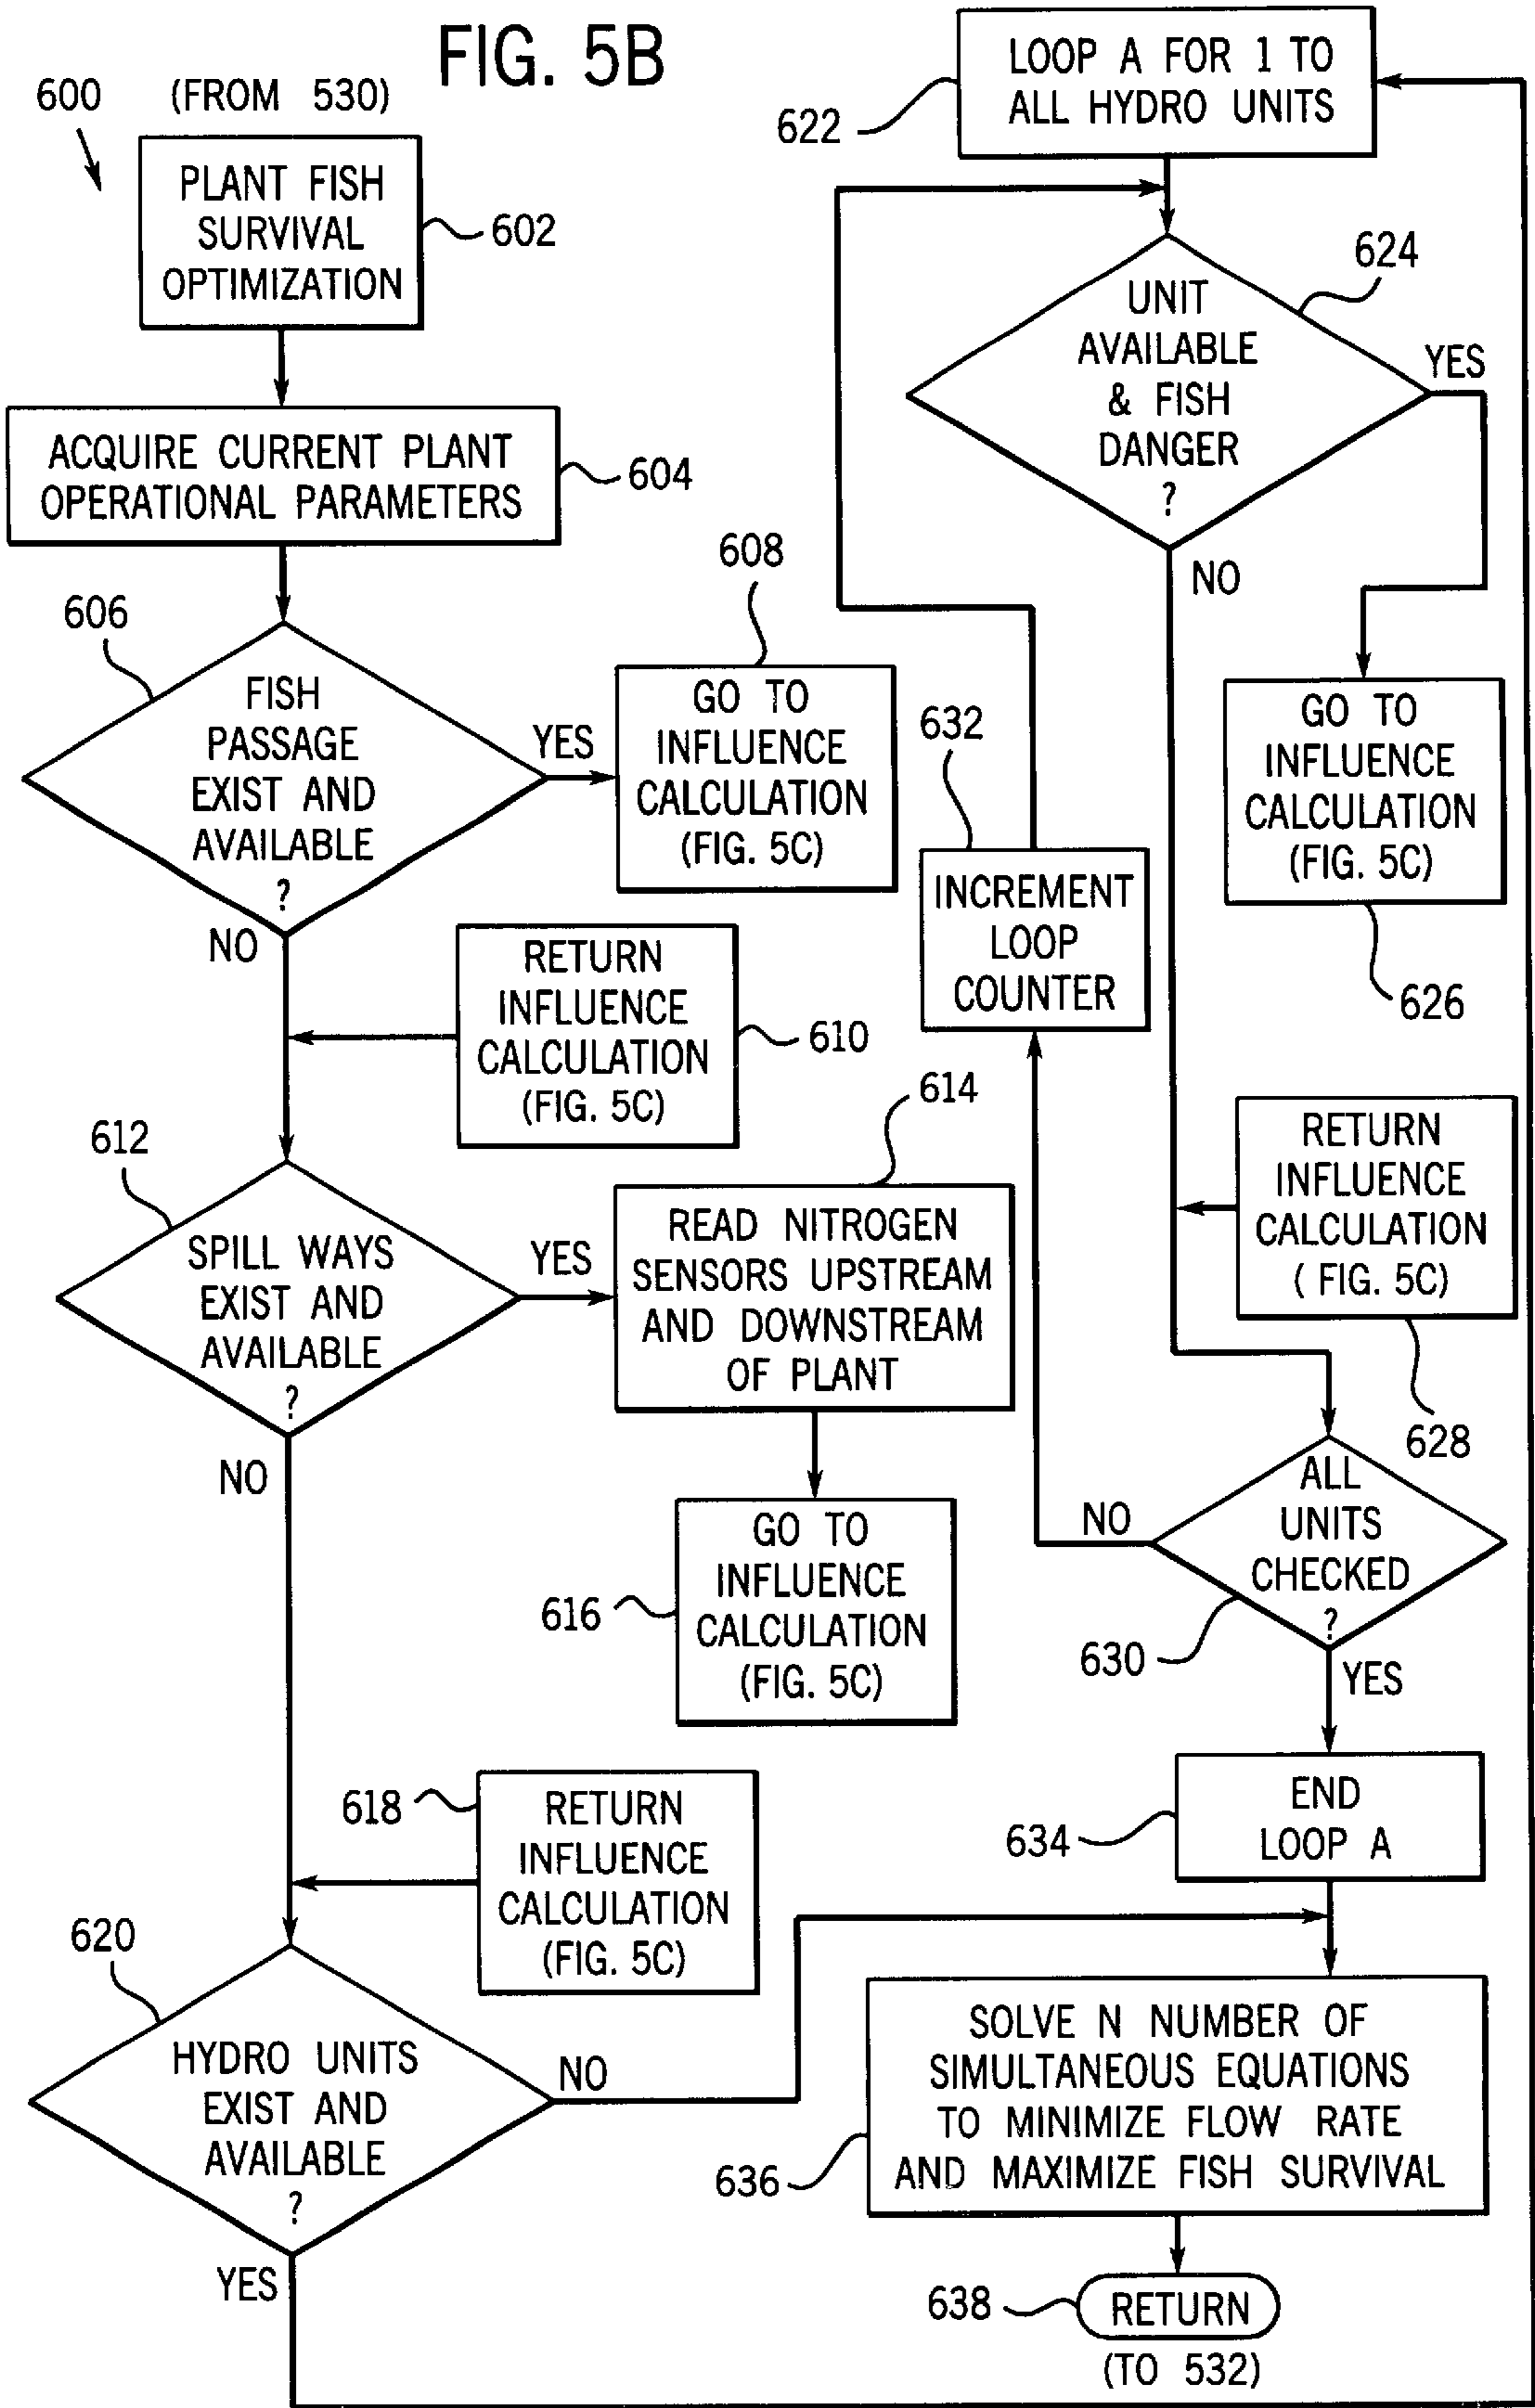 FIG. 5B
600
(FROM 530)
PLANT FISH
SURVIVAL
OPTIMIZATION
602
ACQUIRE CURRENT PLANT
OPERATIONAL PARAMETERS
604
606
FISH
PASSAGE
EXIST AND
AVAILABLE
?
YES
NO
608
GO TO
INFLUENCE
CALCULATION
(FIG. 5C)
RETURN
INFLUENCE
CALCULATION
(FIG. 5C)
610
612
SPILL WAYS
EXIST AND
AVAILABLE
?
YES
NO
614
READ NITROGEN
SENSORS UPSTREAM
AND DOWNSTREAM
OF PLANT
616
GO TO
INFLUENCE
CALCULATION
(FIG. 5C)
618
RETURN
INFLUENCE
CALCULATION
(FIG. 5C)
620
HYDRO UNITS
EXIST AND
AVAILABLE
?
NO
YES
622
LOOP A FOR 1 TO
ALL HYDRO UNITS
624
UNIT
AVAILABLE
& FISH
DANGER
?
YES
NO
GO TO
INFLUENCE
CALCULATION
(FIG. 5C)
626
632
INCREMENT
LOOP
COUNTER
RETURN
INFLUENCE
CALCULATION
( FIG. 5C)
628
ALL
UNITS
CHECKED
?
NO
630
YES
END
LOOP A
634
SOLVE N NUMBER OF
SIMULTANEOUS EQUATIONS
TO MINIMIZE FLOW RATE
AND MAXIMIZE FISH SURVIVAL
636
638
RETURN
(TO 532)